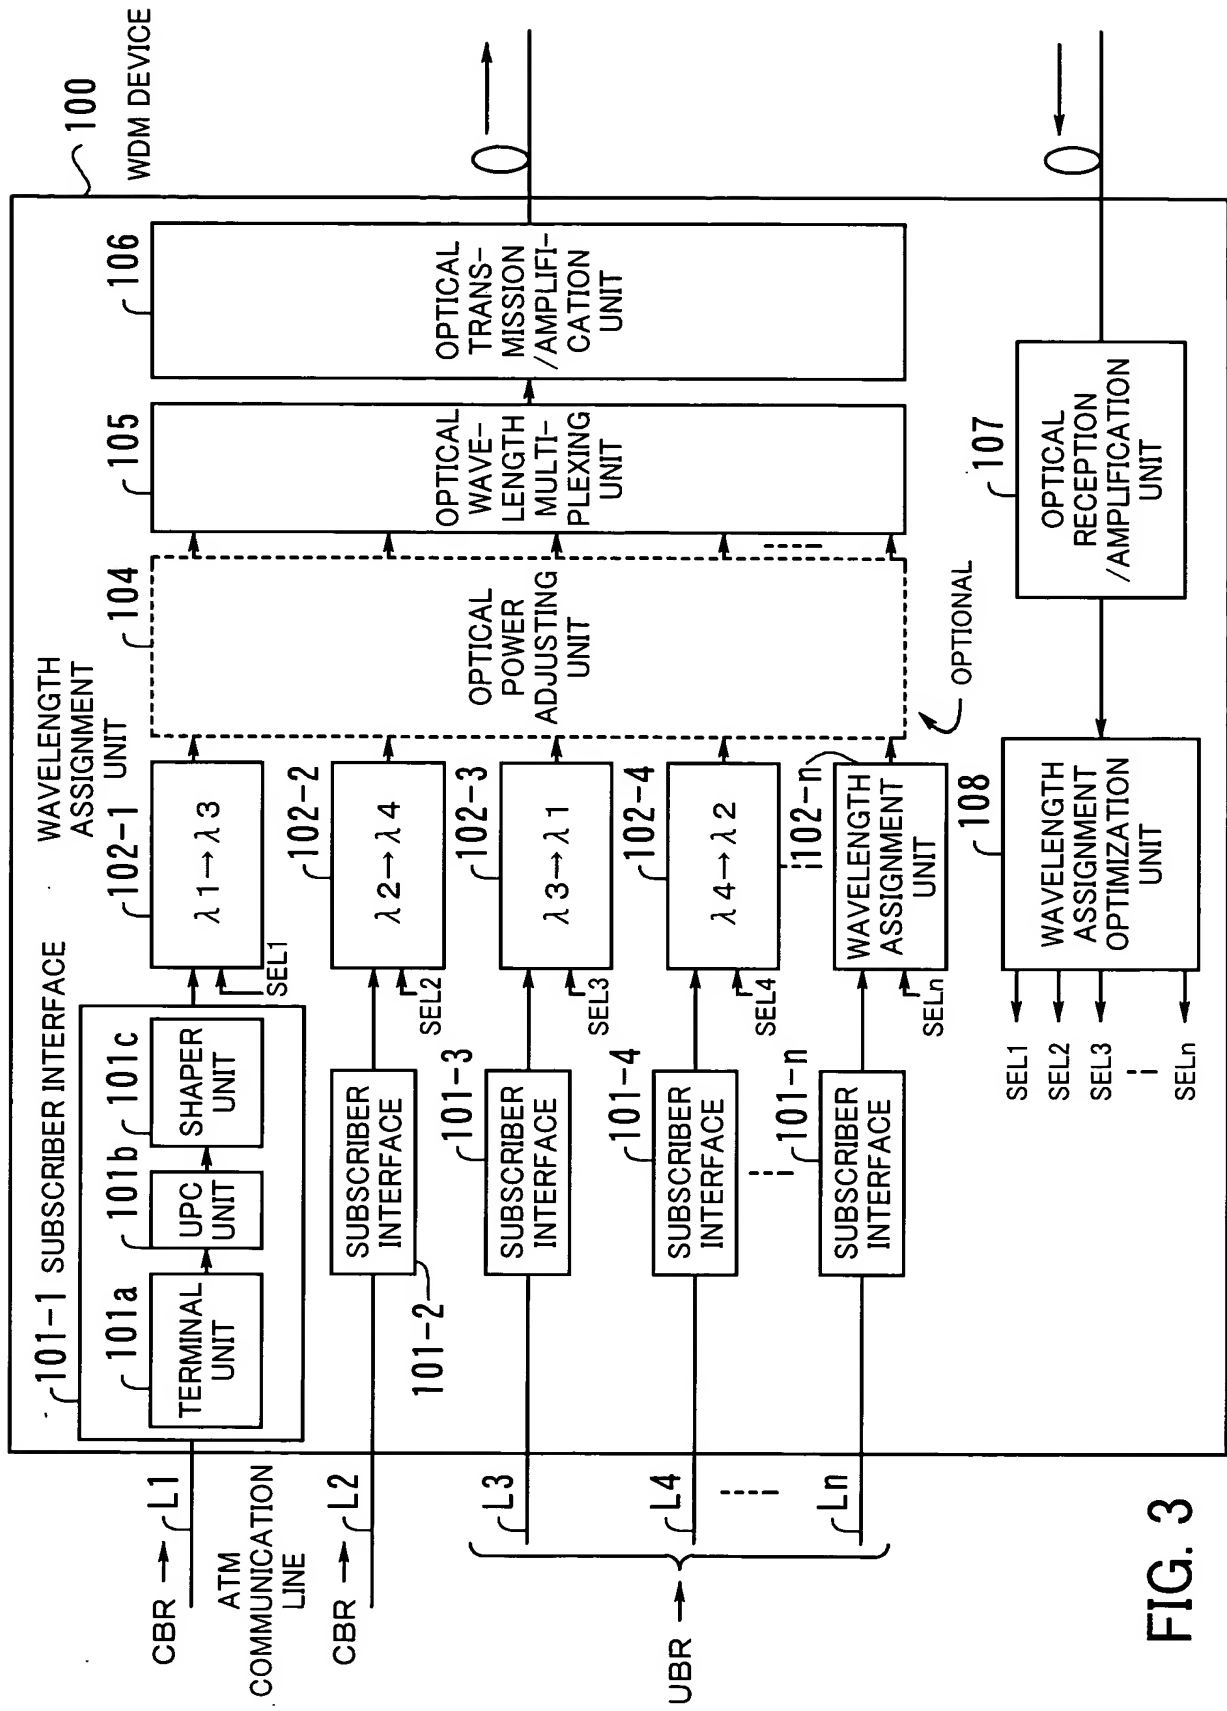 100
WDM DEVICE
101-1 SUBSCRIBER INTERFACE
101a
101b
101c
TERMINAL
UNIT
UPC
UNIT
SHAPER
UNIT
WAVELENGTH
ASSIGNMENT
UNIT
102-1
λ1→λ3
SEL1
104
OPTICAL
POWER
ADJUSTING
UNIT
OPTIONAL
105
OPTICAL
WAVE-
LENGTH
MULTI-
PLEXING
UNIT
106
OPTICAL
TRANS-
MISSION
/AMPLIFI-
CATION
UNIT
CBR
L1
ATM
COMMUNICATION
LINE
CBR
L2
SUBSCRIBER
INTERFACE
101-2
102-2
λ2→λ4
SEL2
L3
101-3
SUBSCRIBER
INTERFACE
102-3
λ3→λ1
SEL3
UBR
L4
101-4
SUBSCRIBER
INTERFACE
102-4
λ4→λ2
SEL4
Ln
101-n
SUBSCRIBER
INTERFACE
102-n
WAVELENGTH
ASSIGNMENT
UNIT
SELn
SEL1
SEL2
SEL3
SELn
108
WAVELENGTH
ASSIGNMENT
OPTIMIZATION
UNIT
107
OPTICAL
RECEPTION
/AMPLIFICATION
UNIT
FIG. 3